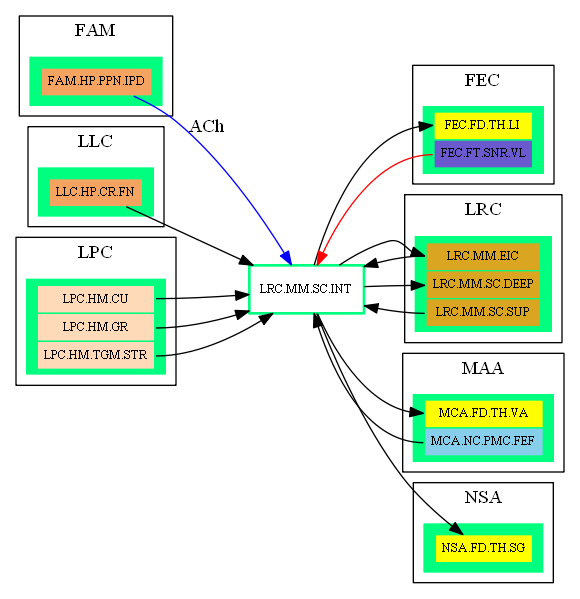 FAM
FAM.HP.PPN.IPD
ACh
LLC
LLC.HP.CR.FN
LPC
LPC.HM.CU
LPC.HM.GR
LPC.HM.TGM.STR
LRC.MM.SC.INT
FEC
FEC.FD.TH.LI
FEC.FT.SNR.VL
LRC
LRC.MM.EIC
LRC.MM.SC.DEEP
LRC.MM.SC.SUP
MAA
MCA.FD.TH.VA
MCA.NC.PMC.FEF
NSA
NSA.FD.TH.SG